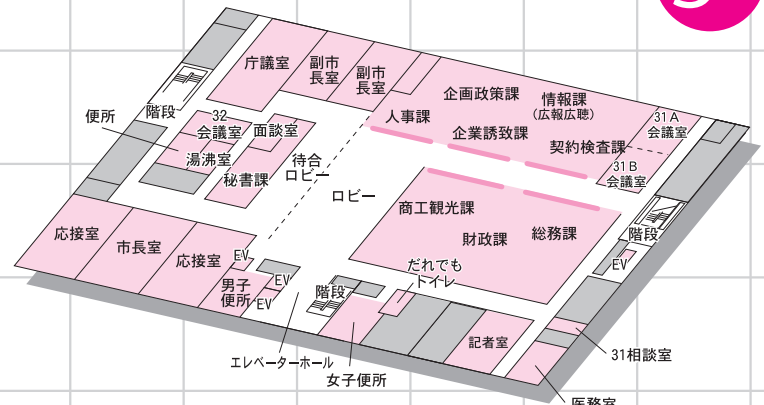 庁議室
副市
長室
副市
長室
企画政策課
情報課
(広報広聴)
31A
会議室
人事課
企業誘致課
契約検査課
31B
会議室
階段
便所
32
会議室
面談室
湯沸室
秘書課
待合
ロビー
ロビー
商工観光課
財政課
総務課
階段
EV
応接室
市長室
応接室
EV
EV
EV
男子
便所
階段
だれでも
トイレ
記者室
エレベーターホール
女子便所
31相談室
医務室